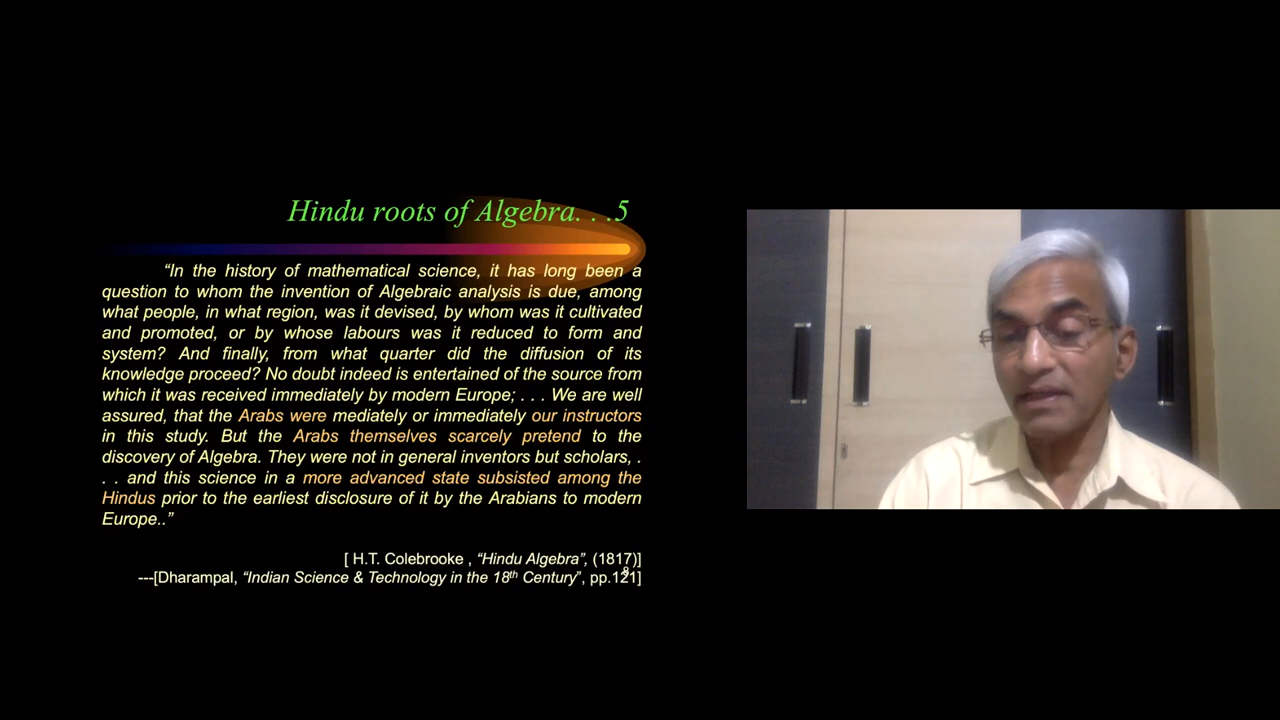 Hindu roots of Algebra. . .5
“In the history of mathematical science, it has long been a
question to whom the invention of Algebraic analysis is due, among
what people, in what region, was it devised, by whom was it cultivated
and promoted, or by whose labours was it reduced to form and
system? And finally, from what quarter did the diffusion of its
knowledge proceed? No doubt indeed is entertained of the source from
which it was received immediately by modern Europe; . . . We are well
assured, that the Arabs were mediately or immediately our instructors
in this study. But the Arabs themselves scarcely pretend to the
discovery of Algebra. They were not in general inventors but scholars, .
. . and this science in a more advanced state subsisted among the
Hindus prior to the earliest disclosure of it by the Arabians to modern
Europe..”
[ H.T. Colebrooke , “Hindu Algebra”, (1817)]
---[Dharampal, “Indian Science & Technology in the 18th Century”, pp.121]